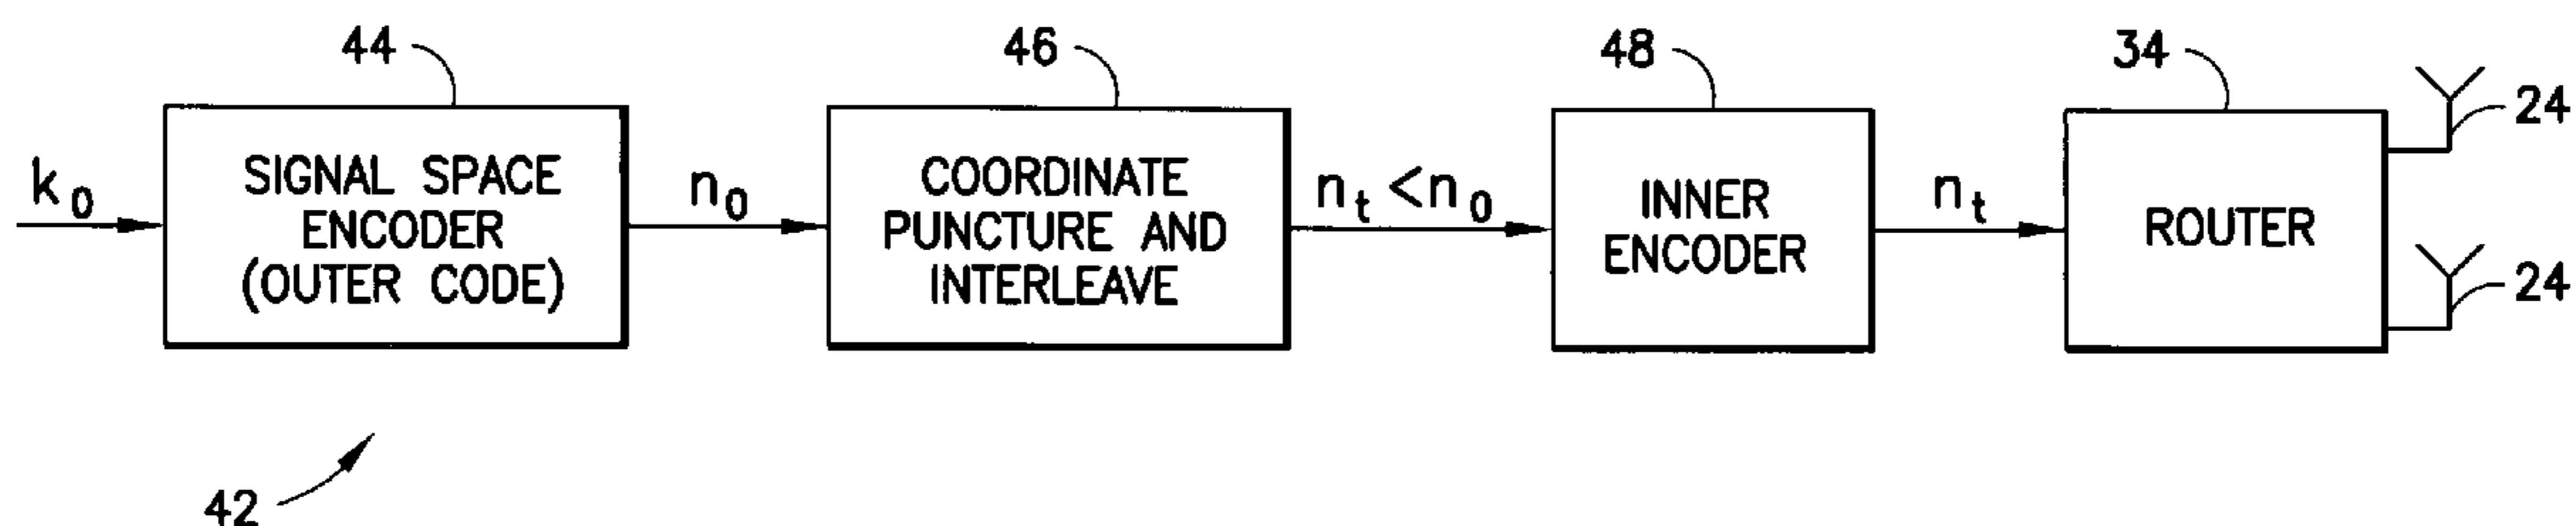 44
46
48
34
24
k₀
SIGNAL SPACE
ENCODER
(OUTER CODE)
n₀
COORDINATE
PUNCTURE AND
INTERLEAVE
nₜ < n₀
INNER
ENCODER
nₜ
ROUTER
24
42